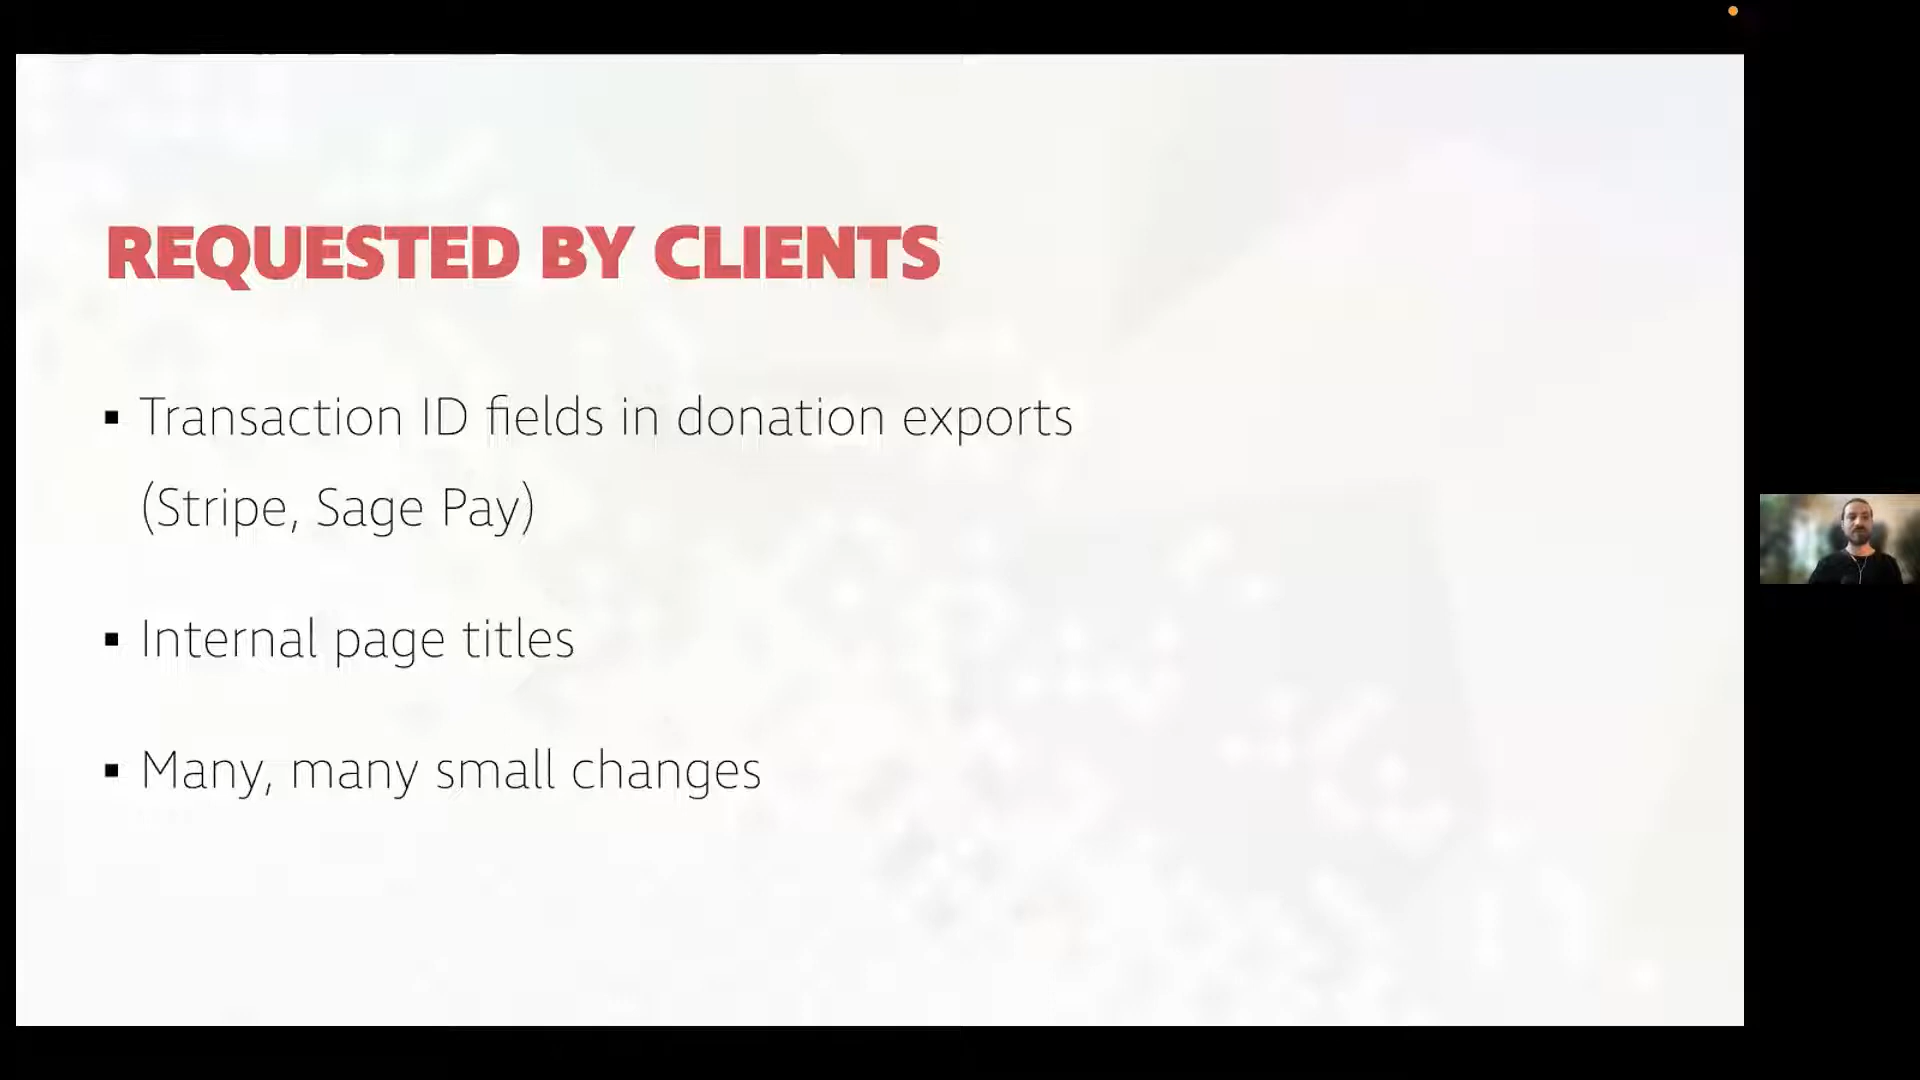 REQUESTED BY CLIENTS
▪ Transaction ID fields in donation exports
(Stripe, Sage Pay)
▪ Internal page titles
▪ Many, many small changes